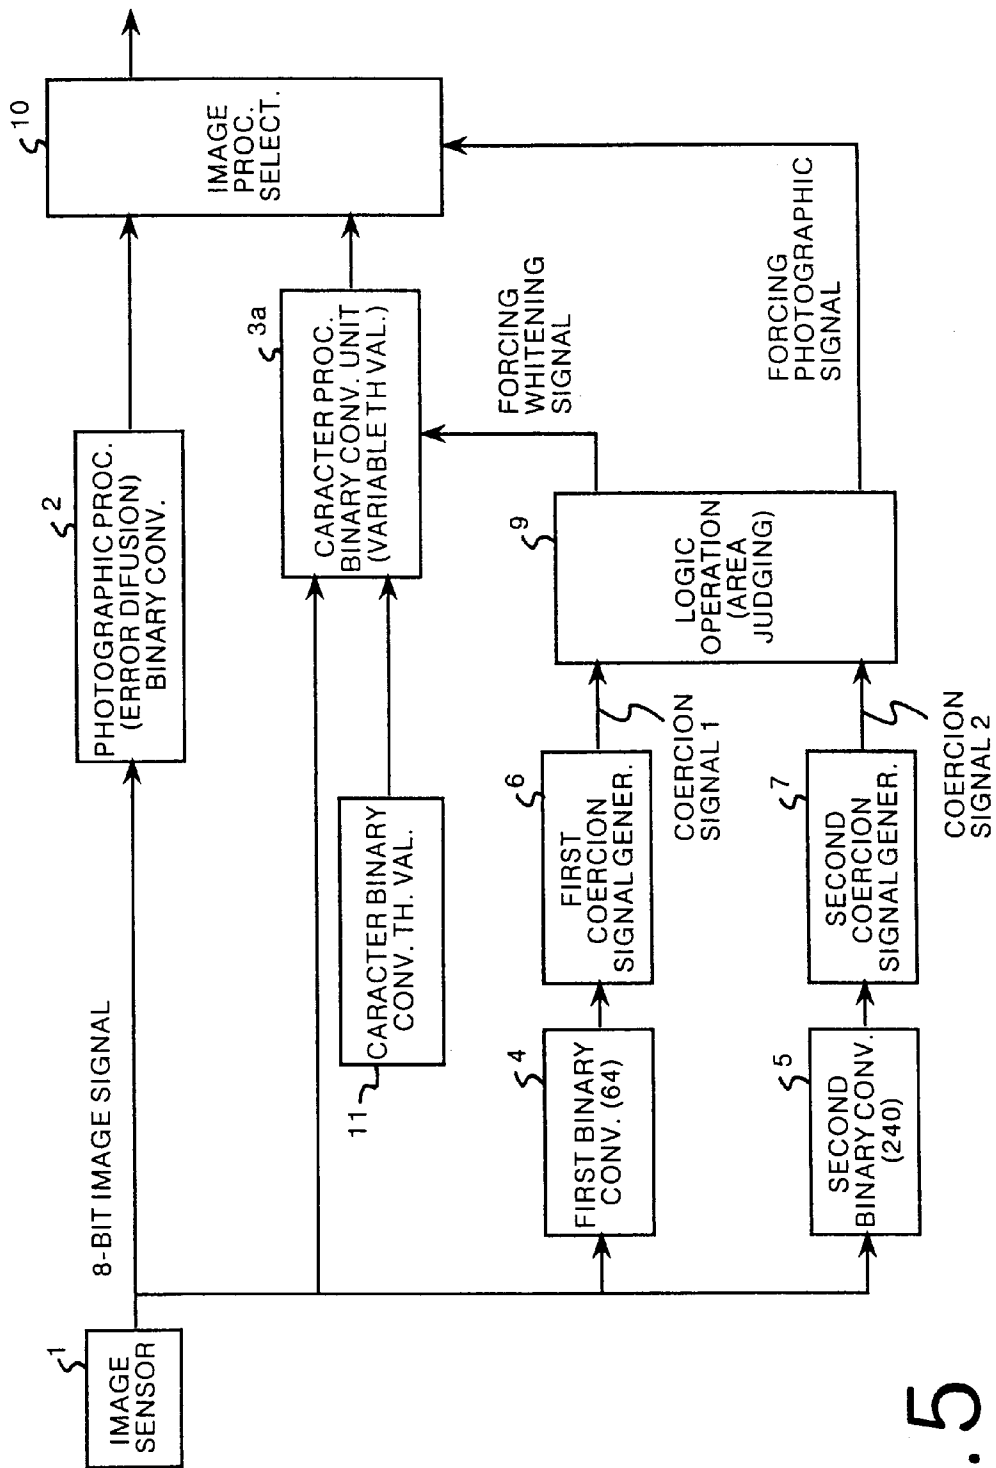 1
IMAGE
SENSOR
8-BIT IMAGE SIGNAL
2
PHOTOGRAPHIC PROC.
(ERROR DIFUSION)
BINARY CONV.
10
IMAGE
PROC.
SELECT.
3a
CARACTER PROC.
BINARY CONV. UNIT
(VARIABLE TH VAL.)
11
CARACTER BINARY
CONV. TH. VAL.
FORCING
WHITENING
SIGNAL
4
FIRST BINARY
CONV. (64)
6
FIRST
COERCION
SIGNAL GENER.
COERCION
SIGNAL 1
9
LOGIC
OPERATION
(AREA
JUDGING)
FORCING
PHOTOGRAPHIC
SIGNAL
5
SECOND
BINARY CONV.
(240)
7
SECOND
COERCION
SIGNAL GENER.
COERCION
SIGNAL 2
. 5